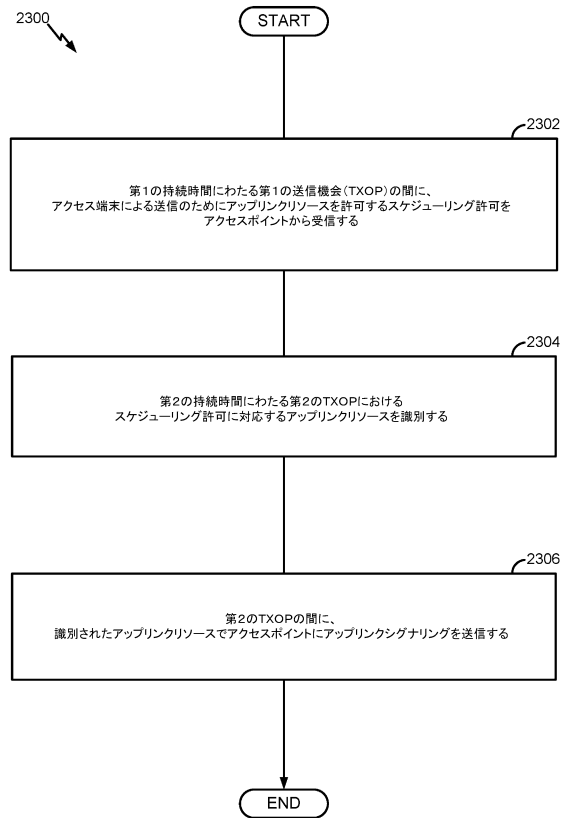 2300
START
2302
第1の持続時間にわたる第1の送信機会(TXOP)の間に、
アクセス端末による送信のためにアップリンクリソースを許可するスケジューリング許可を
アクセスポイントから受信する
2304
第2の持続時間にわたる第2のTXOPにおける
スケジューリング許可に対応するアップリンクリソースを識別する
2306
第2のTXOPの間に、
識別されたアップリンクリソースでアクセスポイントにアップリンクシグナリングを送信する
END